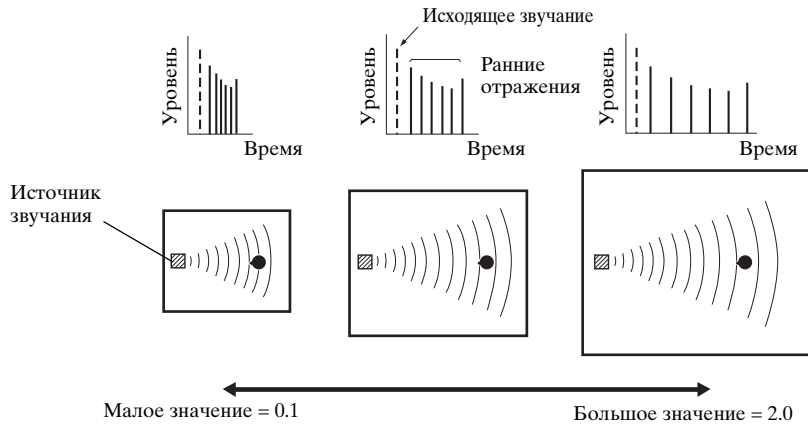 Исходящее звучание
Уровень
Время
Уровень
Ранние
отражения
Время
Уровень
Время
Источник
звучания
Малое значение = 0.1
Большое значение = 2.0